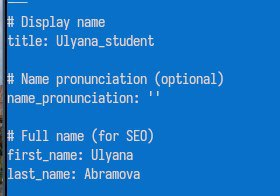 # Display name
title: Ulyana_student
# Name pronunciation (optional)
name_pronunciation: ''
# Full name (for SEO)
first_name: Ulyana
last_name: Abramova